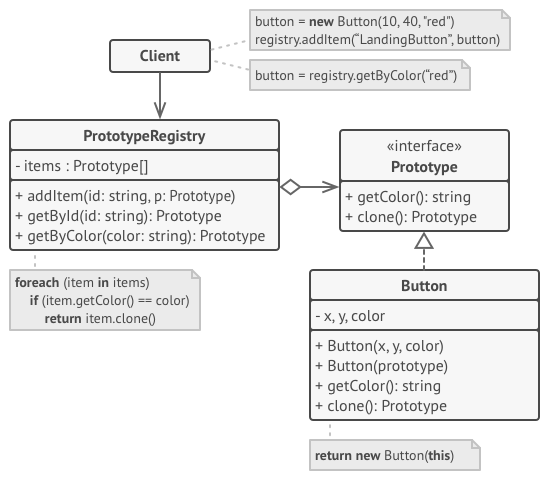 button = new Button(10, 40, "red")
registry.addItem(“LandingButton”, button)
Client
button = registry.getByColor(“red”)
PrototypeRegistry
- items : Prototype[]
+ addItem(id: string, p: Prototype)
+ getById(id: string): Prototype
+ getByColor(color: string): Prototype
foreach (item in items)
if (item.getColor() == color)
return item.clone()
«interface»
Prototype
+ getColor(): string
+ clone(): Prototype
Button
- x, y, color
+ Button(x, y, color)
+ Button(prototype)
+ getColor(): string
+ clone(): Prototype
return new Button(this)